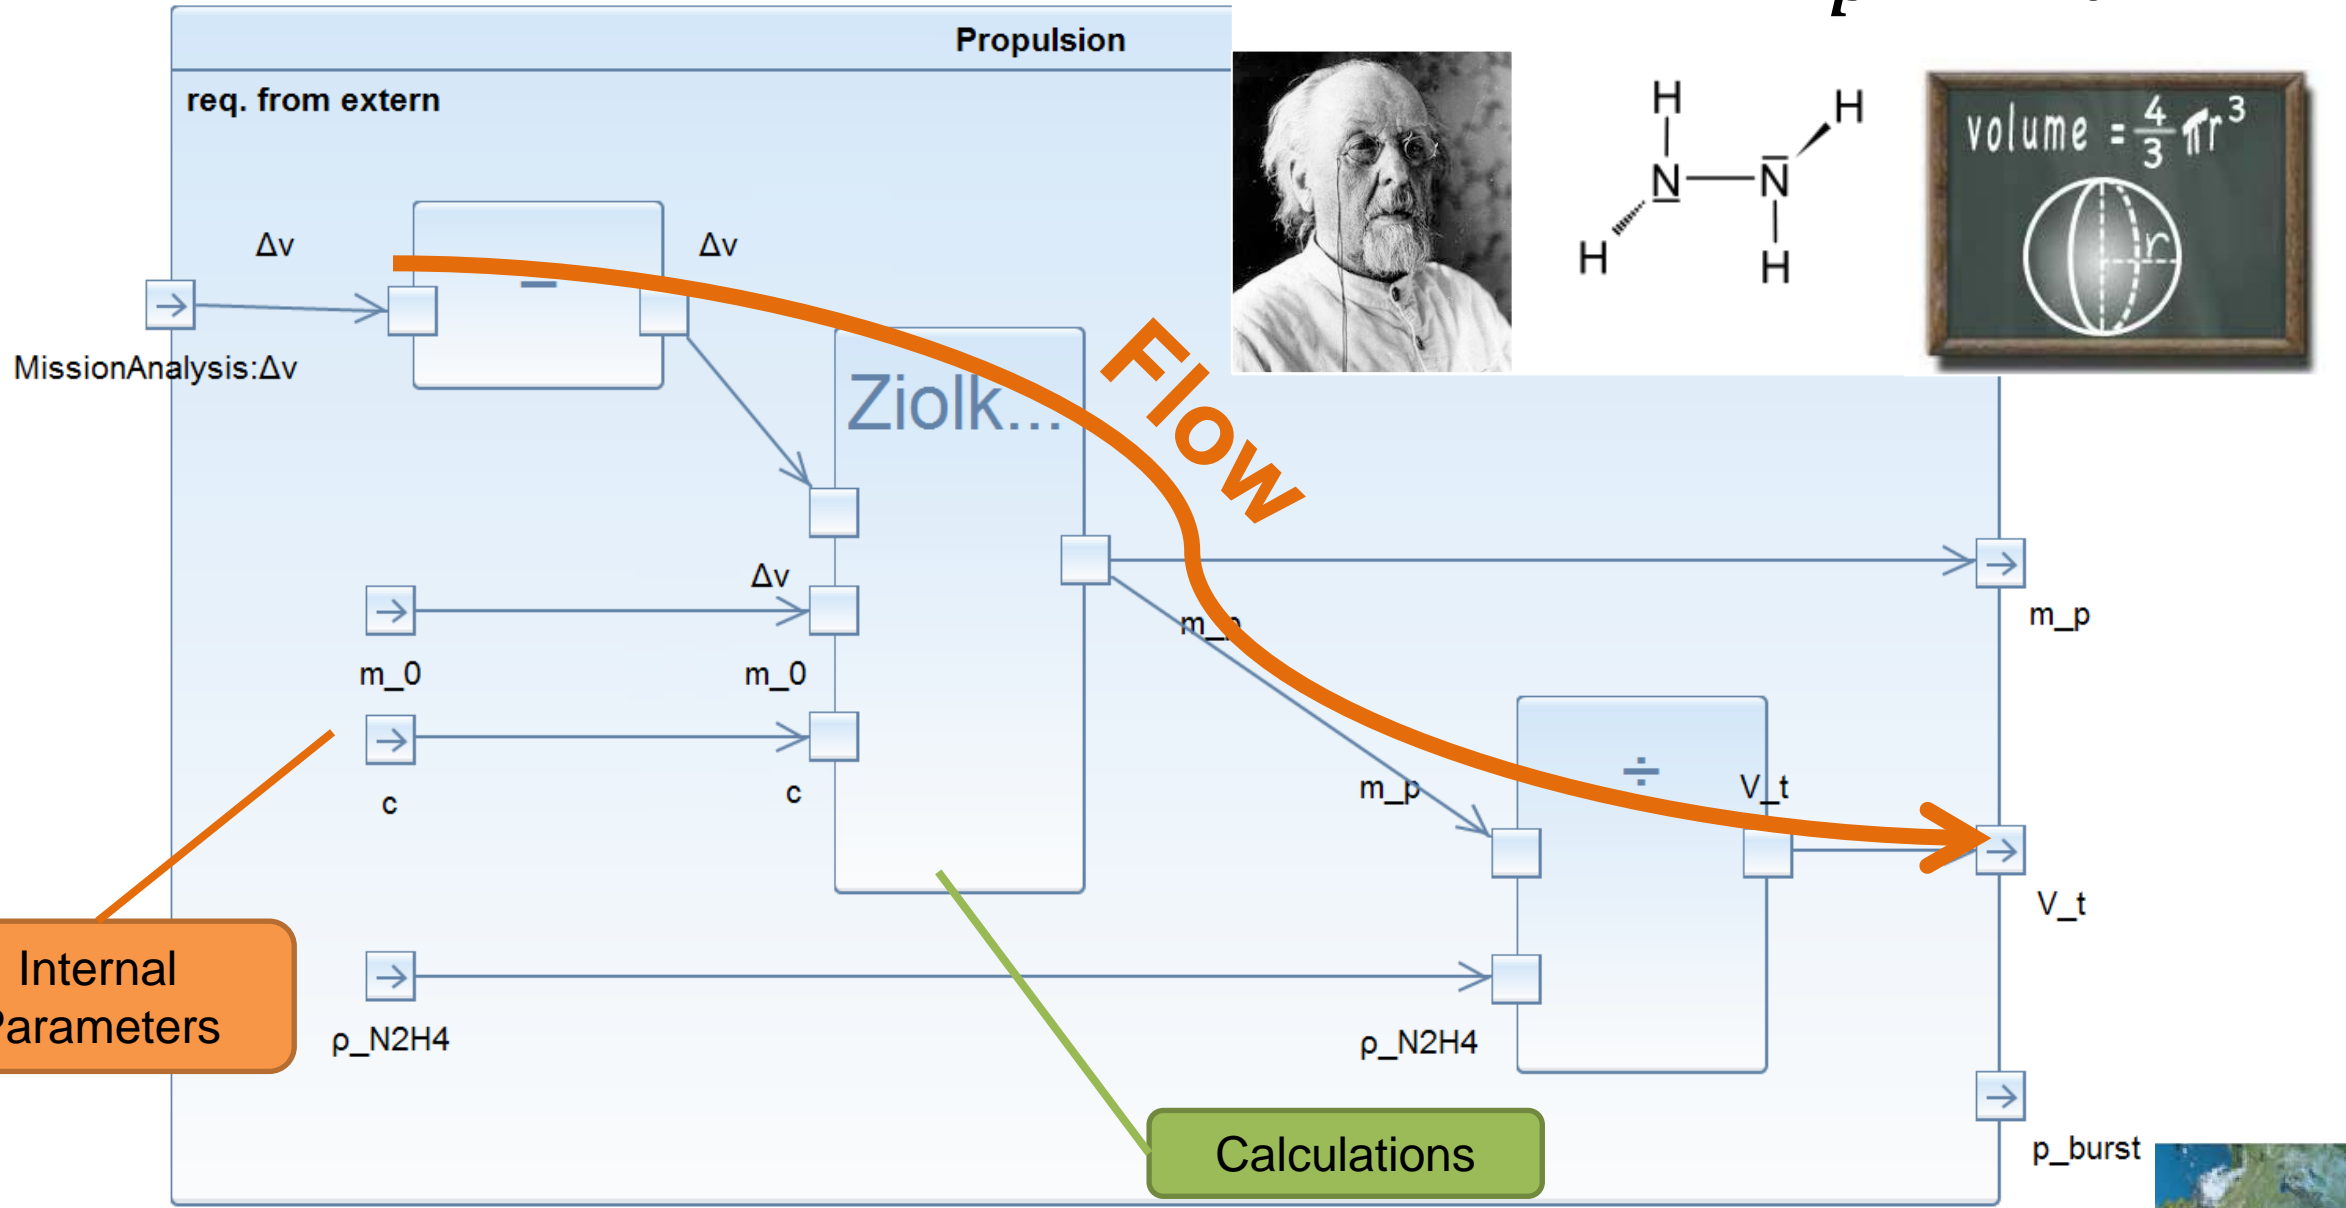 Propulsion
req. from extern
H
H
N
N
H
H
volume = 4/3 πr³
r
Δv
Δv
MissionAnalysis:Δv
Ziolk...
Flow
Δv
m_0
m_0
m_p
m_p
c
c
m_p
÷
V_t
V_t
Internal
Parameters
ρ_N2H4
ρ_N2H4
Calculations
p_burst